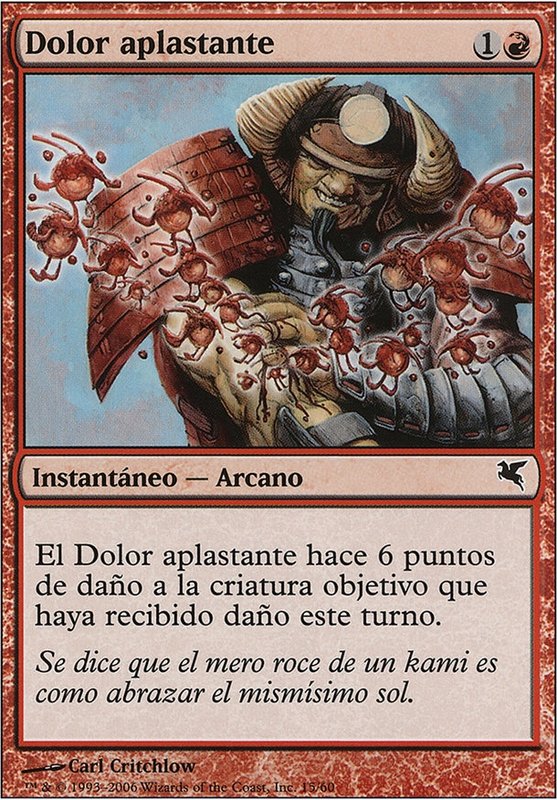 Dolor aplastante 1
Instantáneo — Arcano
El Dolor aplastante hace 6 puntos
de daño a la criatura objetivo que
haya recibido daño este turno.
Se dice que el mero roce de un kami es
como abrazar el mismísimo sol.
Carl Critchlow
™ & © 1993–2006 Wizards of the Coast, Inc. 15/60